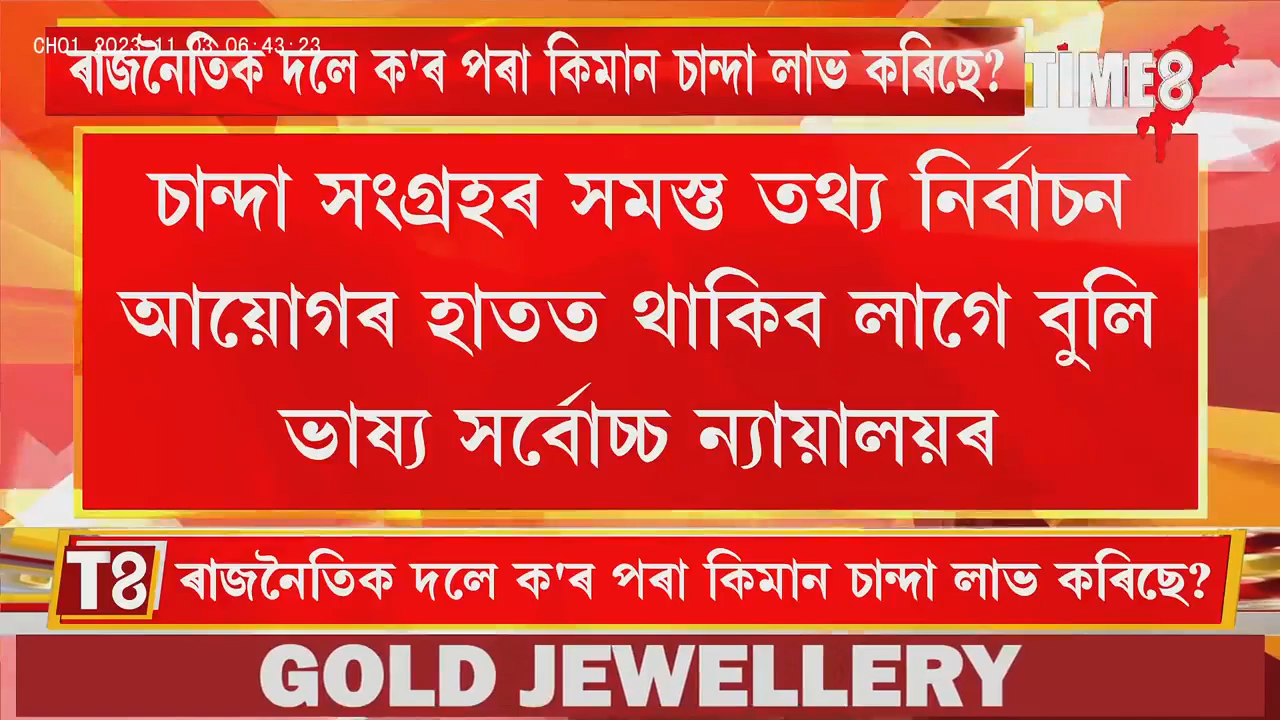 CH01 2023-11-03 06:43:23
ৰাজনৈতিক দলে ক'ৰ পৰা কিমান চান্দা লাভ কৰিছে?
TIME8
চান্দা সংগ্ৰহৰ সমস্ত তথ্য নিৰ্বাচন
আয়োগৰ হাতত থাকিব লাগে বুলি
ভাষ্য সৰ্বোচ্চ ন্যায়ালয়ৰ
T8 ৰাজনৈতিক দলে ক'ৰ পৰা কিমান চান্দা লাভ কৰিছে?
GOLD JEWELLERY